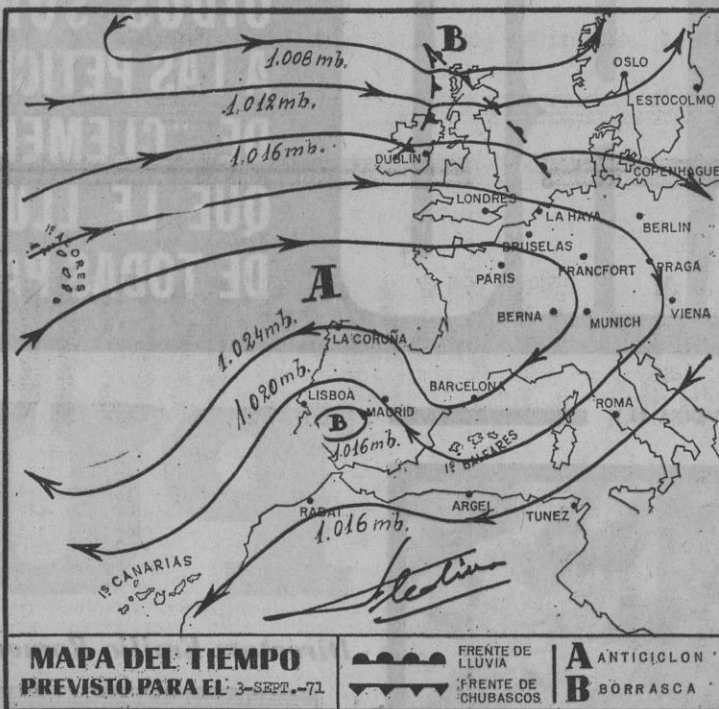 B
1.008 mb.
OSLO
ESTOCOLMO
1.012 mb.
1.016 mb.
DUBLIN
COPENHAGUE
LONDRES
LA HAYA
BERLIN
Iº AZORES
BRUSELAS
PARIS
FRANCFORT
PRAGA
A
BERNA
MUNICH
VIENA
1.024 mb.
LA CORUÑA
1.020 mb.
LISBOA
MADRID
BARCELONA
ROMA
B
1.016 mb.
Iº BALEARES
RABAT
ARGEL
TUNEZ
1.016 mb.
Iº CANARIAS
MAPA DEL TIEMPO
PREVISTO PARA EL 3-SEPT.-71
FRENTE DE
LLUVIA
FRENTE DE
CHUBASCOS
A ANTICICLON
B BORRASCA